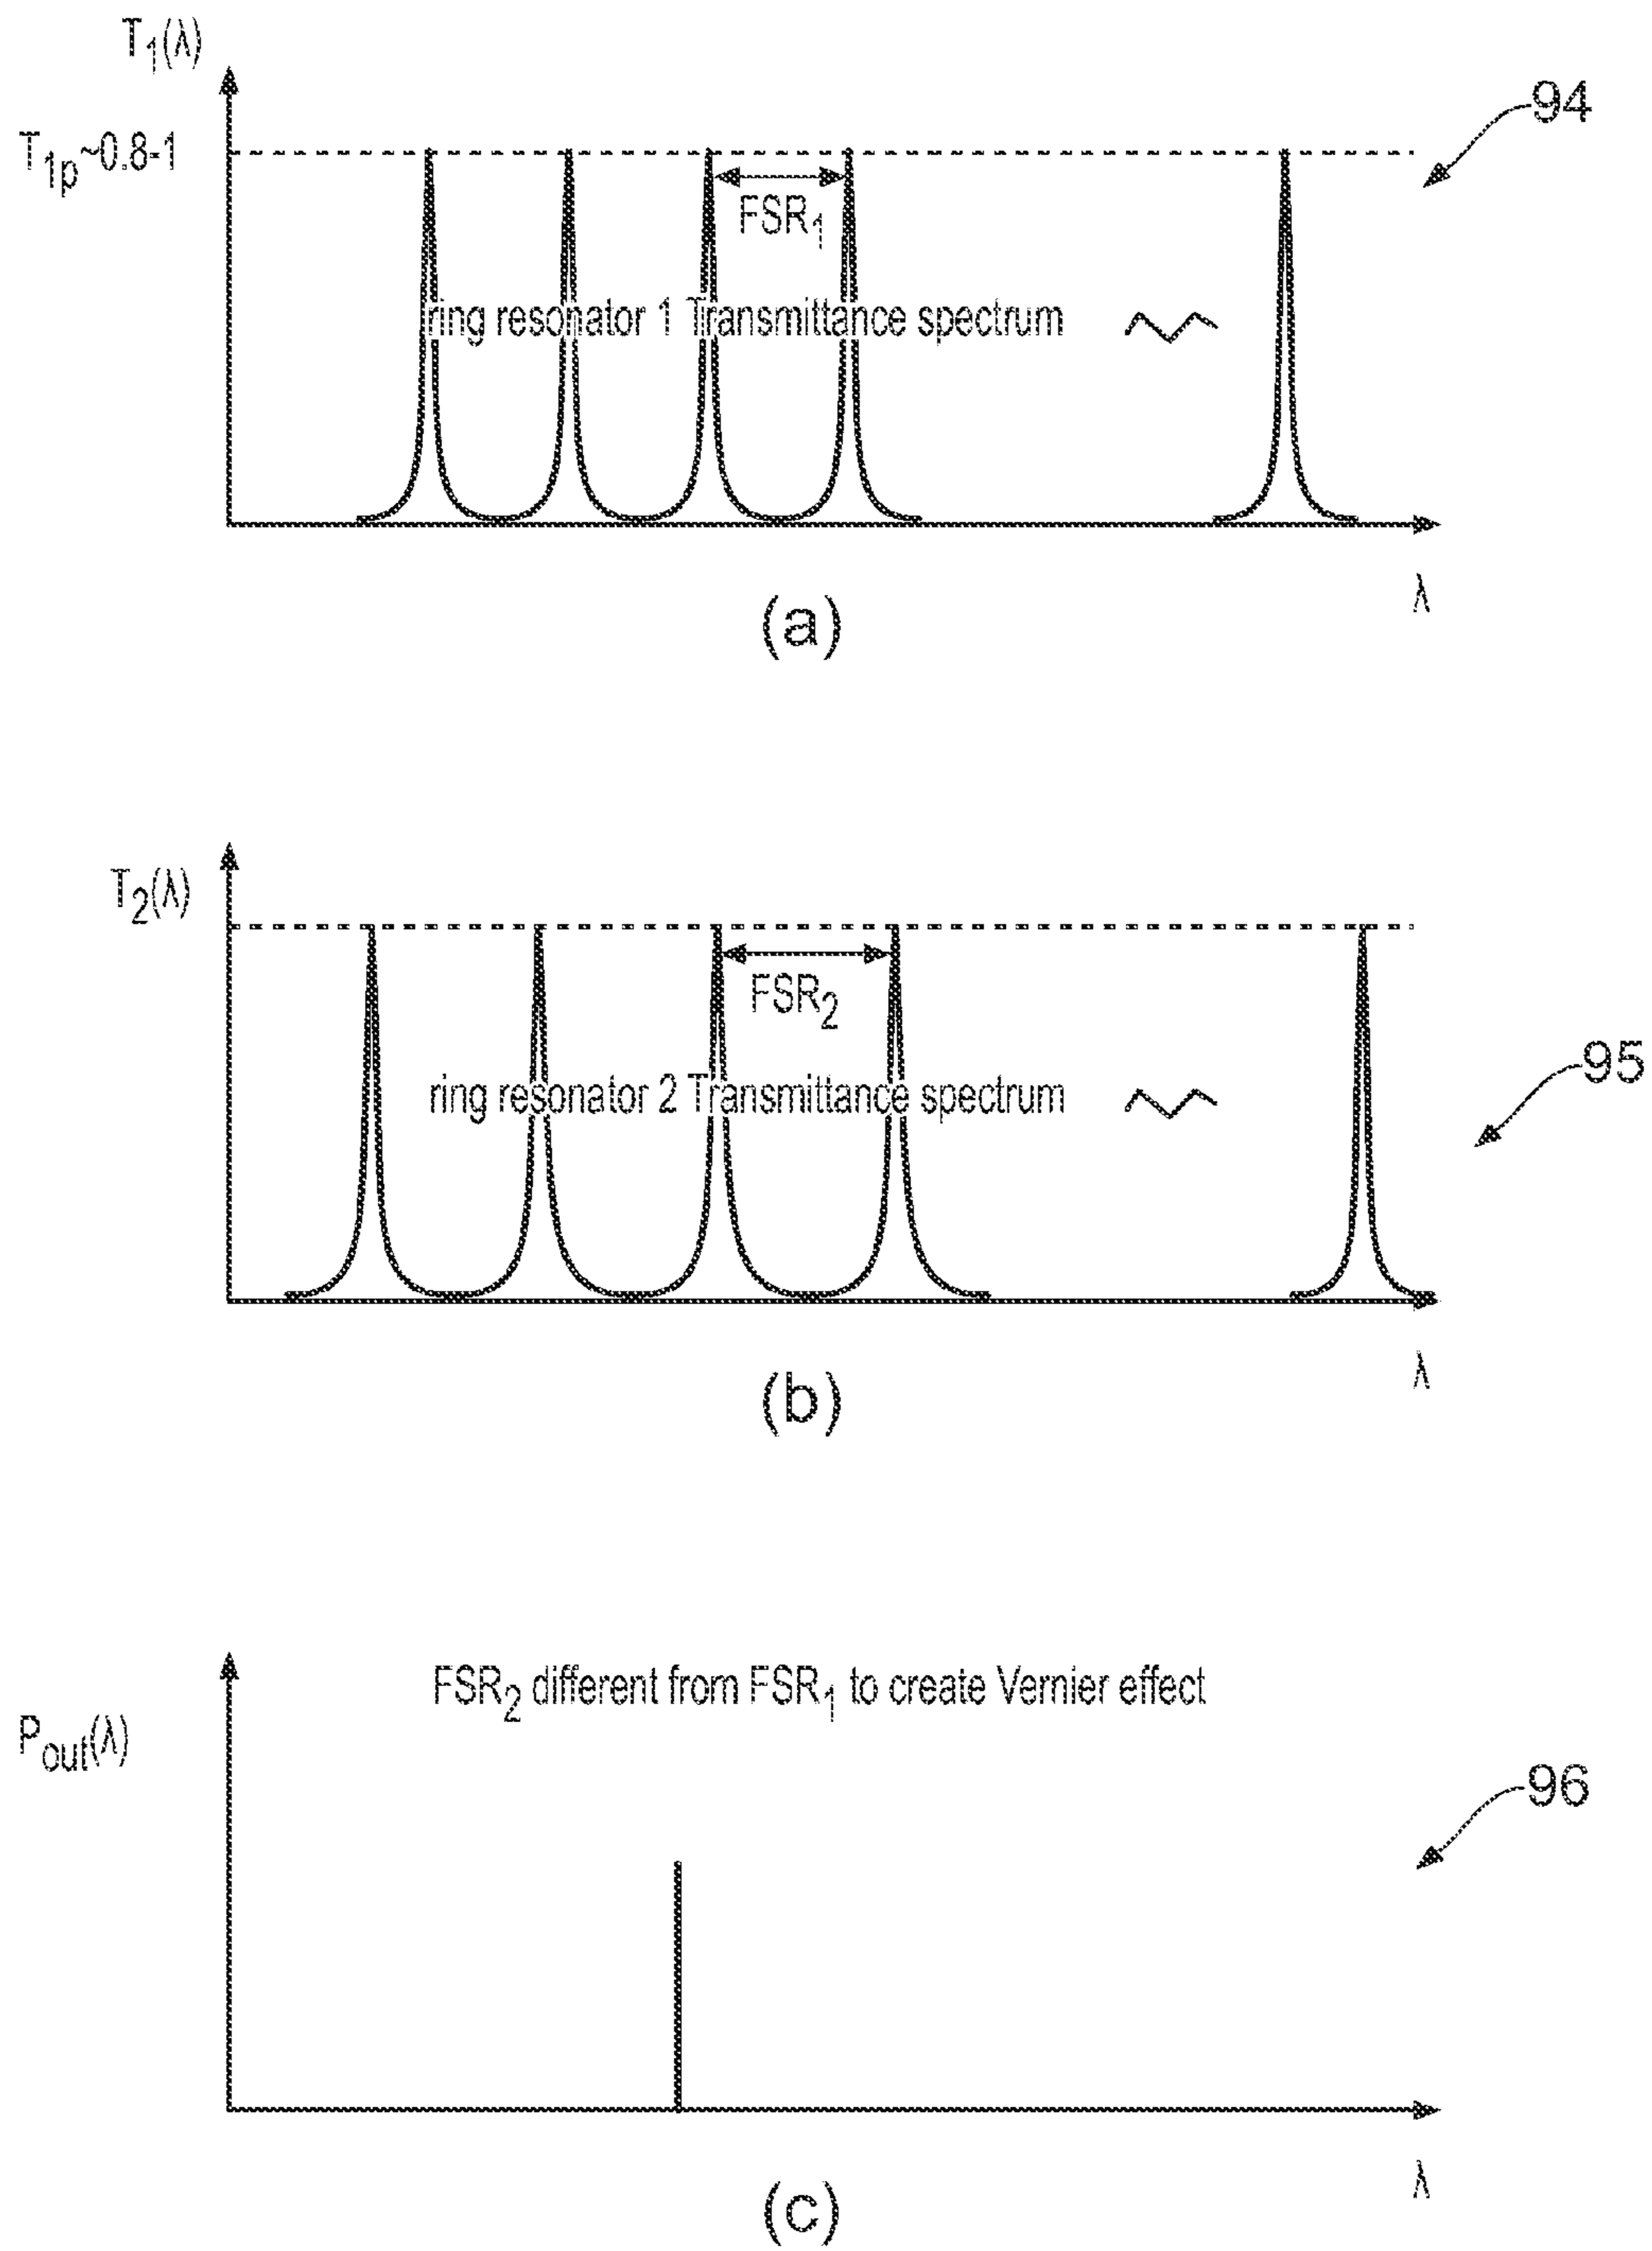 T1(λ)
94
T1p~0.8-1
FSR1
ring resonator 1 Transmittance spectrum
λ
(a)
T2(λ)
FSR2
95
ring resonator 2 Transmittance spectrum
λ
(b)
FSR2 different from FSR1 to create Vernier effect
Pout(λ)
96
λ
(c)